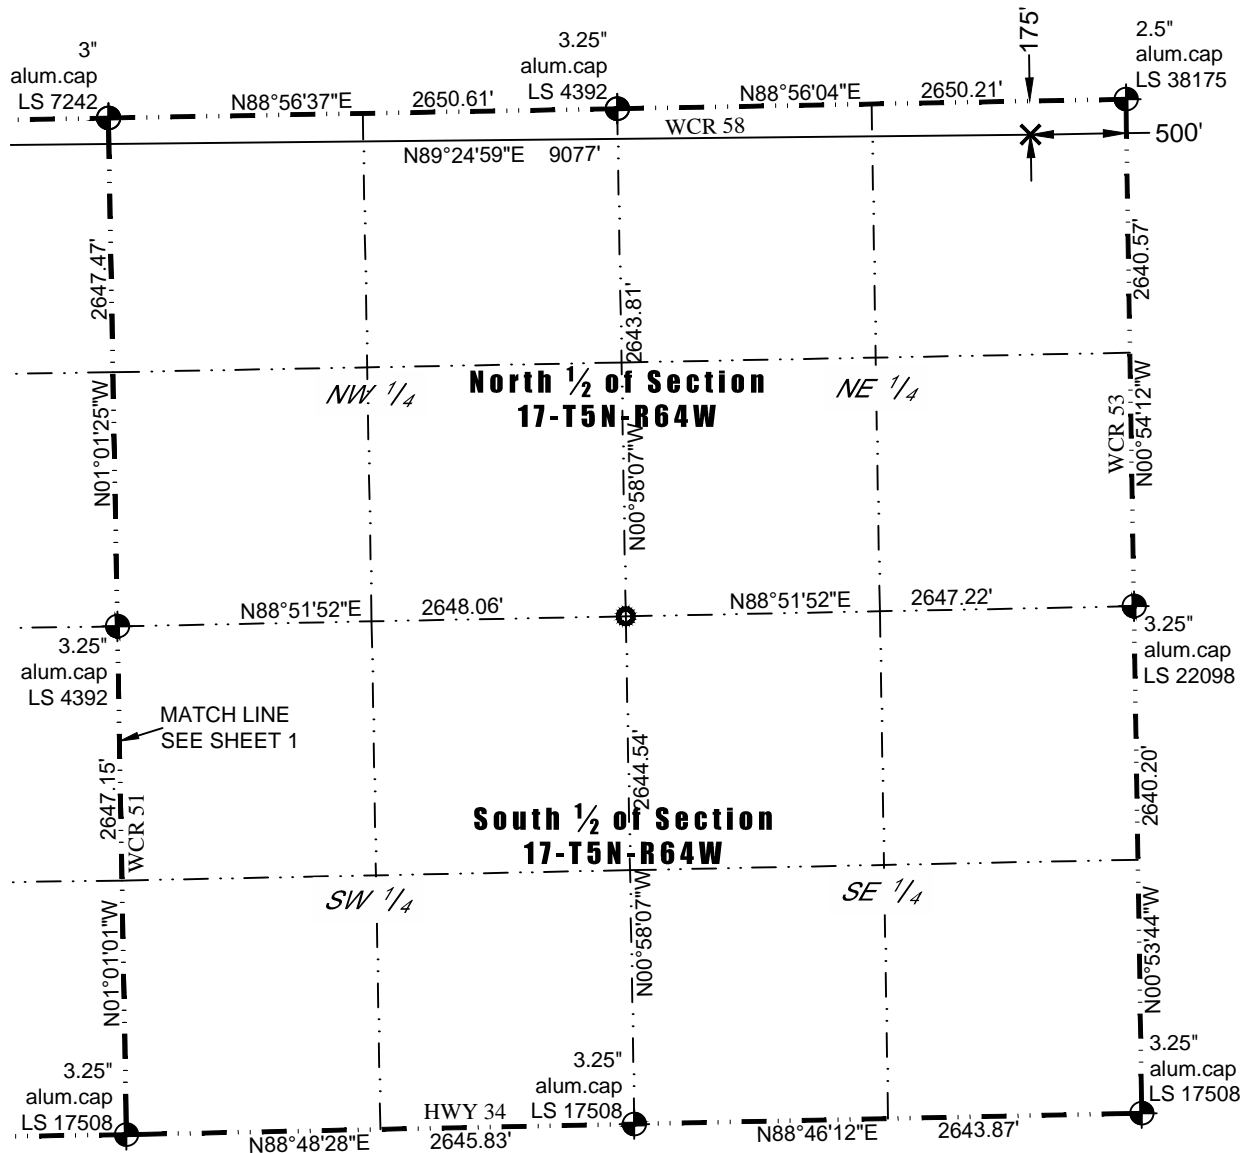 3"
alum.cap
LS 7242
N88°56'37"E
2650.61'
3.25"
alum.cap
LS 4392
N88°56'04"E
2650.21'
175'
2.5"
alum.cap
LS 38175
WCR 58
500'
N89°24'59"E 9077'
2647.47'
2643.81'
2640.57'
NW 1/4
North ½ of Section
17-T5N-R64W
NE 1/4
N01°01'25"W
N00°58'07"W
WCR 53
N00°54'12"W
N88°51'52"E
2648.06'
N88°51'52"E
2647.22'
3.25"
alum.cap
LS 4392
3.25"
alum.cap
LS 22098
MATCH LINE
SEE SHEET 1
2647.15'
WCR 51
2644.54'
2640.20'
South ½ of Section
17-T5N-R64W
SW 1/4
SE 1/4
N01°01'01"W
N00°58'07"W
N00°53'44"W
3.25"
alum.cap
LS 17508
HWY 34
3.25"
alum.cap
LS 17508
3.25"
alum.cap
LS 17508
N88°48'28"E
2645.83'
N88°46'12"E
2643.87'